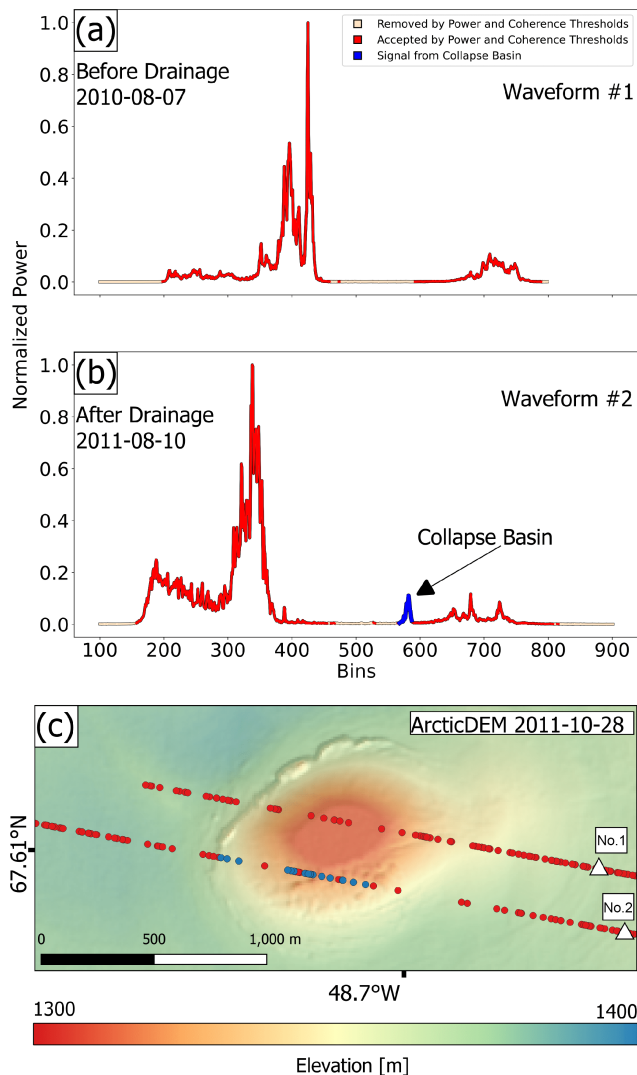 (a)
Before Drainage
2010-08-07
Removed by Power and Coherence Thresholds
Accepted by Power and Coherence Thresholds
Signal from Collapse Basin
Waveform #1
1.0
0.8
0.6
0.4
0.2
0.0
Normalized Power
(b)
After Drainage
2011-08-10
Waveform #2
Collapse Basin
1.0
0.8
0.6
0.4
0.2
0.0
100 200 300 400 500 600 700 800 900
Bins
(c)
ArcticDEM 2011-10-28
67.61°N
No.1
No.2
0 500 1,000 m
48.7°W
1300 1400
Elevation [m]